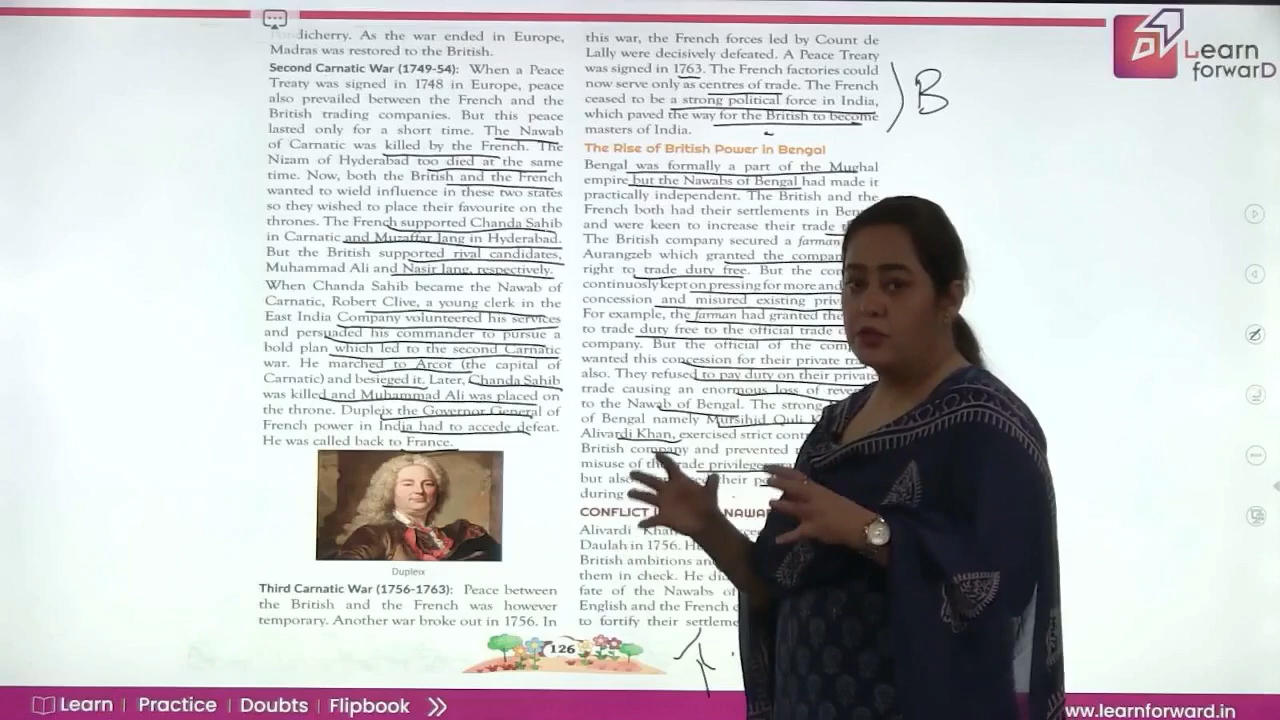 dicherry. As the war ended in Europe,
Madras was restored to the British.
Second Carnatic War (1749-54): When a Peace
Treaty was signed in 1748 in Europe, peace
also prevailed between the French and the
British trading companies. But this peace
lasted only for a short time. The Nawab
of Carnatic was killed by the French. The
Nizam of Hyderabad too died at the same
time. Now, both the British and the French
wanted to wield influence in these two states
so they wished to place their favourite on the
thrones. The French supported Chanda Sahib
in Carnatic and Muzaffar Jang in Hyderabad.
But the British supported rival candidates,
Muhammad Ali and Nasir Jang, respectively.
When Chanda Sahib became the Nawab of
Carnatic, Robert Clive, a young clerk in the
East India Company volunteered his services
and persuaded his commander to pursue a
bold plan which led to the second Carnatic
war. He marched to Arcot (the capital of
Carnatic) and besieged it. Later, Chanda Sahib
was killed and Muhammad Ali was placed on
the throne. Dupleix the Governor General of
French power in India had to accede defeat.
He was called back to France.
Dupleix
Third Carnatic War (1756-1763): Peace between
the British and the French was however
temporary. Another war broke out in 1756. In
this war, the French forces led by Count de
Lally were decisively defeated. A Peace Treaty
was signed in 1763. The French factories could
now serve only as centres of trade. The French
ceased to be a strong political force in India,
which paved the way for the British to become
masters of India.
B
The Rise of British Power in Bengal
Bengal was formally a part of the Mughal
empire but the Nawabs of Bengal had made it
practically independent. The British and the
French both had their settlements in
and were keen to increase their trade
The British company secured a farman
Aurangzeb which granted the
right to trade duty free. But the
continuosly kept on pressing for more and
concession and misured existing
For example, the farman had granted
to trade duty free to the official trade
company. But the official of the
wanted this concession for their private
also. They refused to pay duty on their private
trade causing an enormous loss of
to the Nawab of Bengal. The strong
of Bengal namely Mursihid Quli
Alivardi Khan, exercised strict
British company and prevented
misuse of the trade
but also their
during
CONFLICT
Alivardi Khan
Daulah in 1756.
British ambitions
them in check. He
fate of the Nawabs of
English and the French
to fortify their
126
Learn
forwarD
Learn | Practice | Doubts | Flipbook
www.learnforward.in